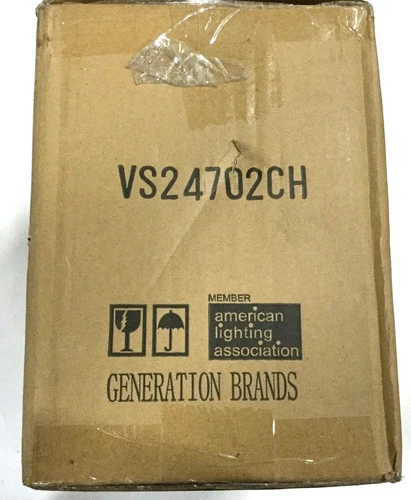 VS24702CH
MEMBER
american
lighting
association
GENERATION BRANDS